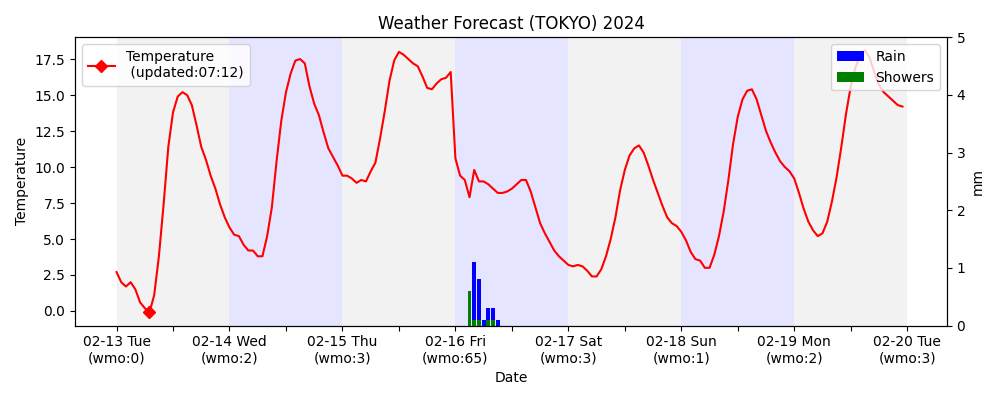 Weather Forecast (TOKYO) 2024
Temperature
(updated:07:12)
Rain
Showers
17.5
15.0
12.5
10.0
7.5
5.0
2.5
0.0
Temperature
5
4
3
2
1
0
mm
02-13 Tue
(wmo:0)
02-14 Wed
(wmo:2)
02-15 Thu
(wmo:3)
02-16 Fri
(wmo:65)
02-17 Sat
(wmo:3)
02-18 Sun
(wmo:1)
02-19 Mon
(wmo:2)
02-20 Tue
(wmo:3)
Date